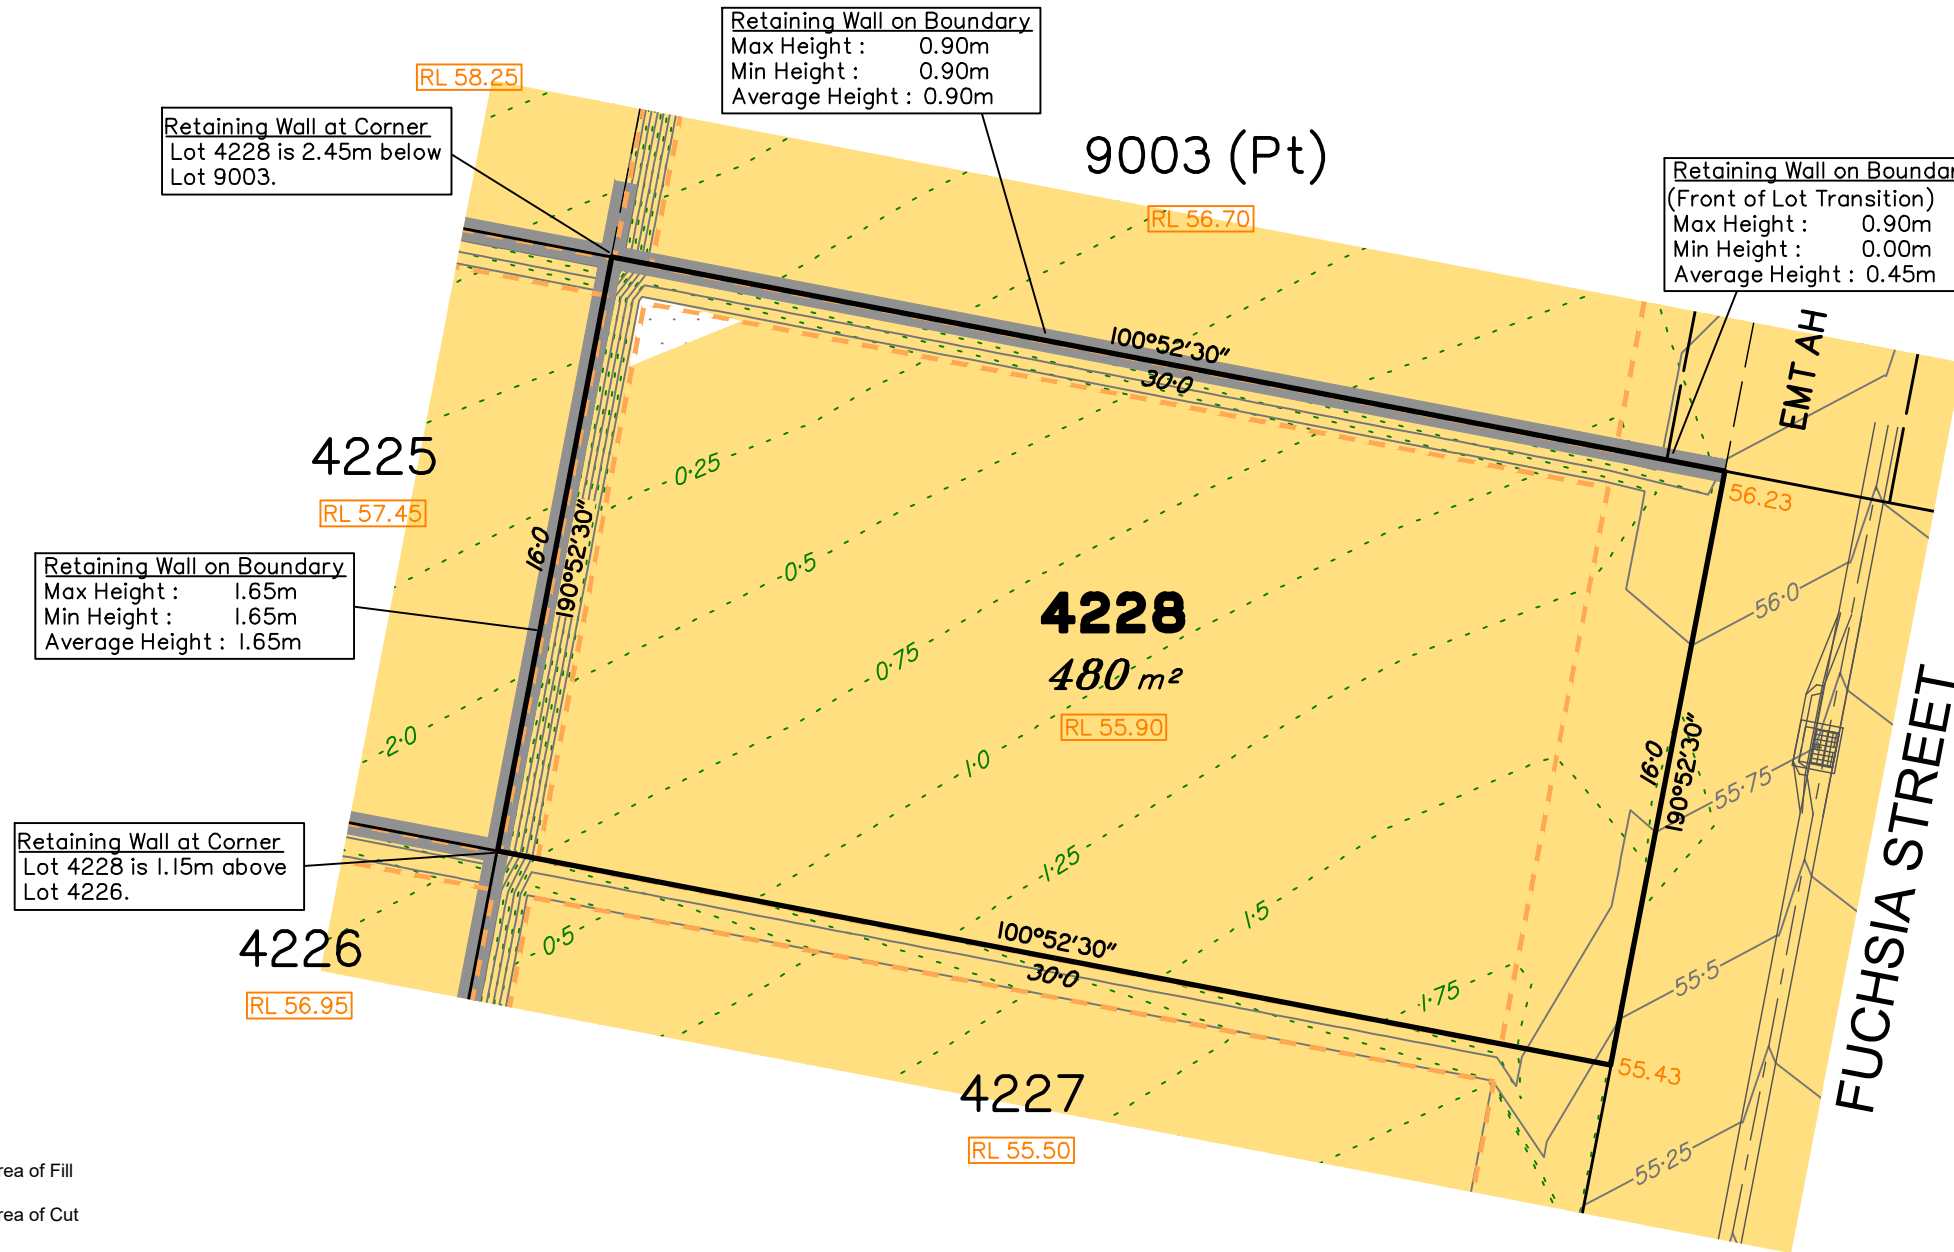 Retaining Wall on Boundary
Max Height : 0.90m
Min Height : 0.90m
Average Height : 0.90m
RL 58.25
Retaining Wall at Corner
Lot 4228 is 2.45m below
Lot 9003.
9003 (Pt)
RL 56.70
Retaining Wall on Boundar
(Front of Lot Transition)
Max Height : 0.90m
Min Height : 0.00m
Average Height : 0.45m
EMT AH
100°52'30"
30·0
4225
RL 57.45
0·25
56.23
16·0
190°52'30"
0·5
Retaining Wall on Boundary
Max Height : 1.65m
Min Height : 1.65m
Average Height : 1.65m
4228
480 m²
RL 55.90
56·0
0·75
2·0
1·0
16·0
190°52'30"
55·75
FUCHSIA STREET
Retaining Wall at Corner
Lot 4228 is 1.15m above
Lot 4226.
1·25
1·5
4226
RL 56.95
0·5
100°52'30"
30·0
1·75
55·5
55.43
4227
RL 55.50
55·25
rea of Fill
rea of Cut